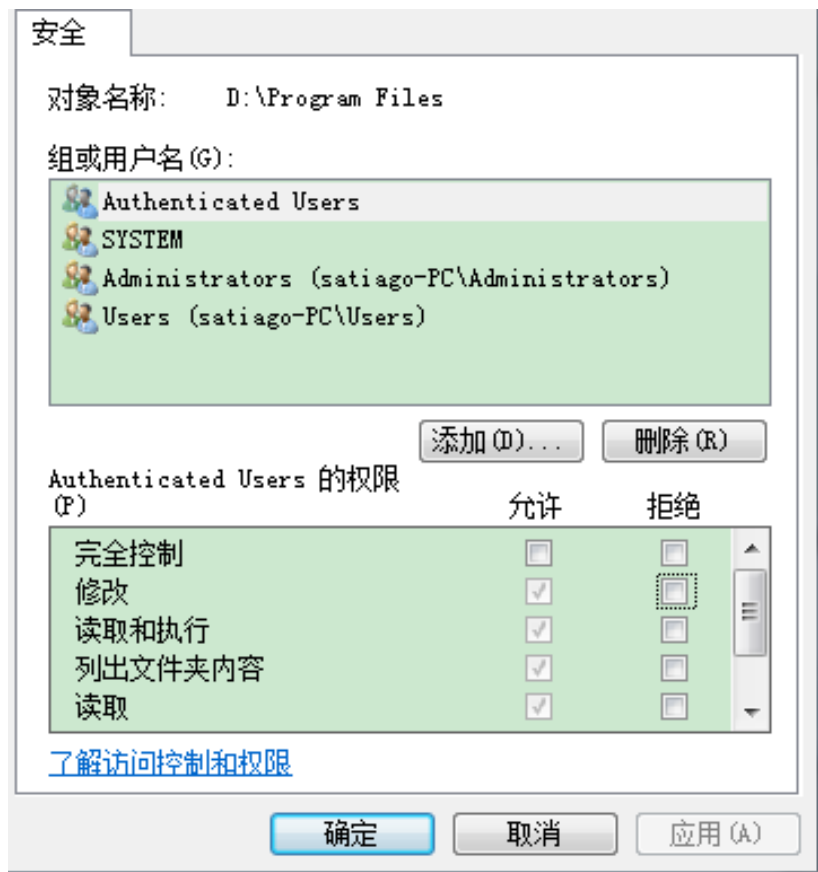 安全
对象名称: D:\Program Files
组或用户名(G):
Authenticated Users
SYSTEM
Administrators (satiago-PC\Administrators)
Users (satiago-PC\Users)
添加(D)... 删除(R)
Authenticated Users 的权限
(P) 允许 拒绝
完全控制
修改
读取和执行
列出文件夹内容
读取
了解访问控制和权限
确定 取消 应用(A)